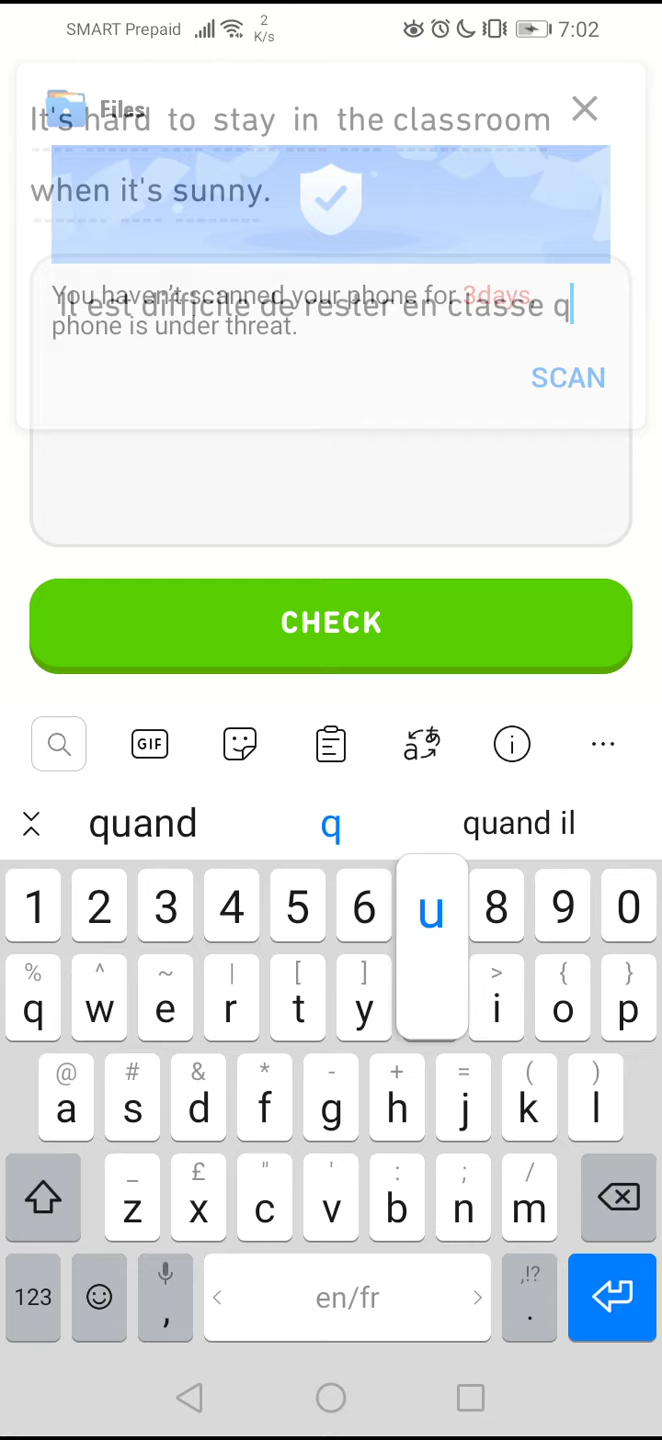 SMART Prepaid 2 K/s 7:02
Files
It's hard to stay in the classroom
when it's sunny.
You haven't scanned your phone for 3days,
phone is under threat.
Il est difficile de rester en classe q
SCAN
CHECK
GIF
quand q quand il
1 2 3 4 5 6 u 8 9 0
% ^ ~ | [ ] > { }
q w e r t y i o p
@ # & * - + = ( )
a s d f g h j k l
_ £ " ' : ; /
z x c v b n m
123 , < en/fr > ,!? .